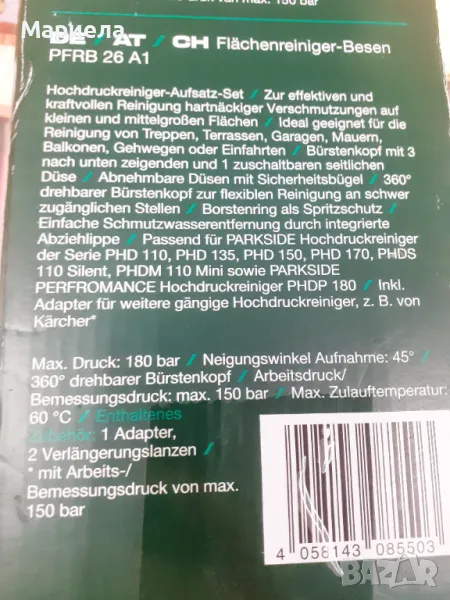 Druck von max. 150 Bar
Мариела
DE // AT // CH Flächenreiniger-Besen
PFRB 26 A1
Hochdruckreiniger-Aufsatz-Set // Zur effektiven und
kraftvollen Reinigung hartnäckiger Verschmutzungen auf
kleinen und mittelgroßen Flächen // Ideal geeignet für die
Reinigung von Treppen, Terrassen, Garagen, Mauern,
Balkonen, Gehwegen oder Einfahrten // Bürstenkopf mit 3
nach unten zeigenden und 1 zuschaltbaren seitlichen
Düse // Abnehmbare Düsen mit Sicherheitsbügel // 360°
drehbarer Bürstenkopf zur flexiblen Reinigung an schwer
zugänglichen Stellen // Borstenring als Spritzschutz //
Einfache Schmutzwasserentfernung durch integrierte
Abziehlippe // Passend für PARKSIDE Hochdruckreiniger
der Serie PHD 110, PHD 135, PHD 150, PHD 170, PHDS
110 Silent, PHDM 110 Mini sowie PARKSIDE
PERFROMANCE Hochdruckreiniger PHDP 180 // Inkl.
Adapter für weitere gängige Hochdruckreiniger, z. B. von
Kärcher*
Max. Druck: 180 bar // Neigungswinkel Aufnahme: 45° //
360° drehbarer Bürstenkopf // Arbeitsdruck/
Bemessungsdruck: max. 150 bar // Max. Zulauftemperatur:
60 °C // Enthaltenes
Zubehör: 1 Adapter,
2 Verlängerungslanzen //
* mit Arbeits-/
Bemessungsdruck von max.
150 bar
4 058143 085503
bazar.bg